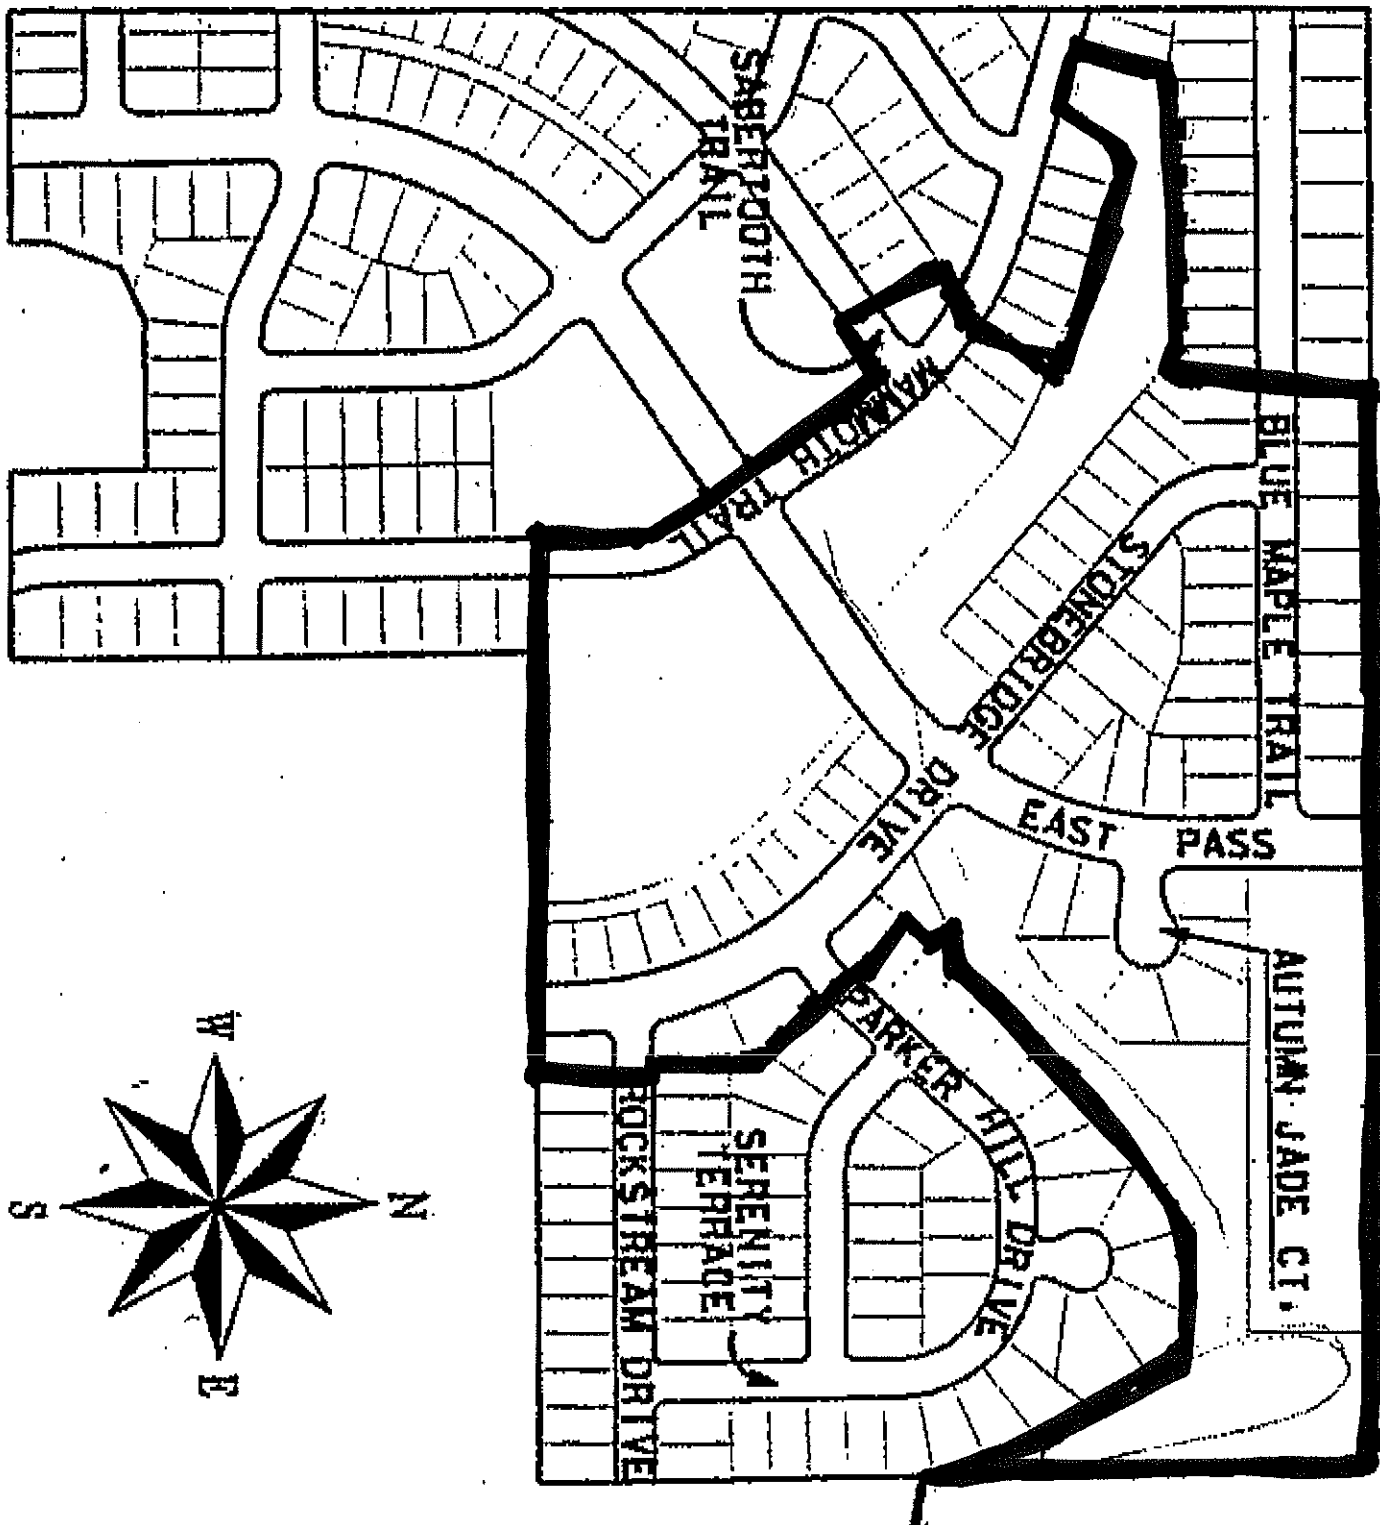 SABERTOOTH
TRAIL
MAMMOTH TRAIL
BLUE MAPLE TRAIL
STONEBRIDGE
DRIVE
EAST PASS
AUTUMN JADE CT.
PARKER HILL DRIVE
SERENITY
TERRACE
ROCKSTREAM DRIVE
W
N
S
E